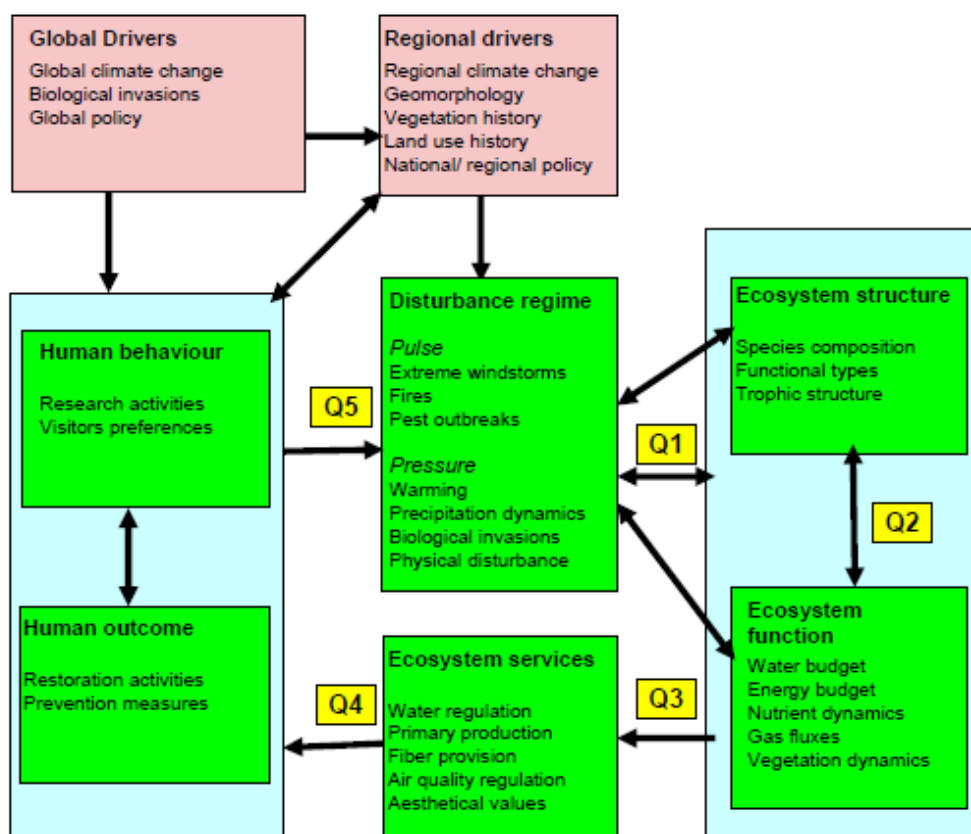 Global Drivers
Global climate change
Biological invasions
Global policy
Regional drivers
Regional climate change
Geomorphology
Vegetation history
Land use history
National/ regional policy
Human behaviour
Research activities
Visitors preferences
Q5
Disturbance regime
Pulse
Extreme windstorms
Fires
Pest outbreaks
Pressure
Warming
Precipitation dynamics
Biological invasions
Physical disturbance
Q1
Ecosystem structure
Species composition
Functional types
Trophic structure
Q2
Human outcome
Restoration activities
Prevention measures
Q4
Ecosystem services
Water regulation
Primary production
Fiber provision
Air quality regulation
Aesthetical values
Q3
Ecosystem
function
Water budget
Energy budget
Nutrient dynamics
Gas fluxes
Vegetation dynamics